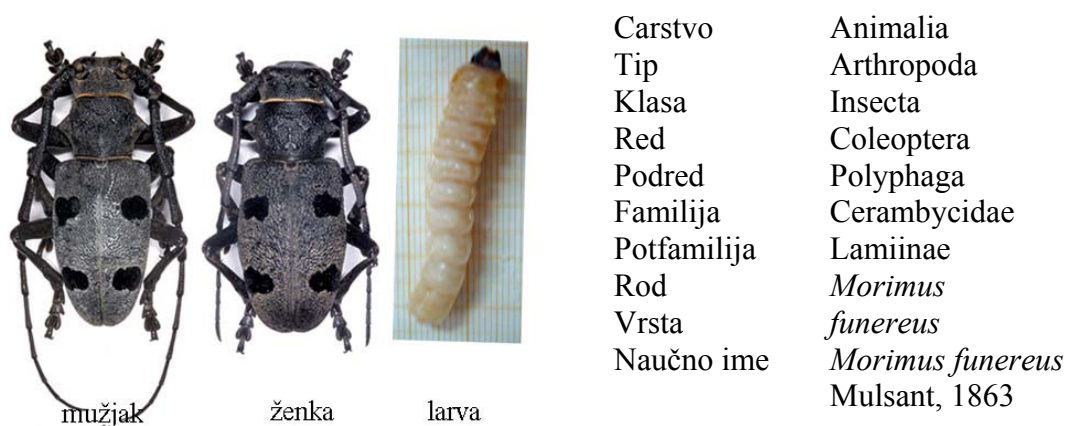 mužjak ženka larva
Carstvo Animalia
Tip Arthropoda
Klasa Insecta
Red Coleoptera
Podred Polyphaga
Familija Cerambycidae
Potfamilija Lamiinae
Rod Morimus
Vrsta funereus
Naučno ime Morimus funereus
Mulsant, 1863